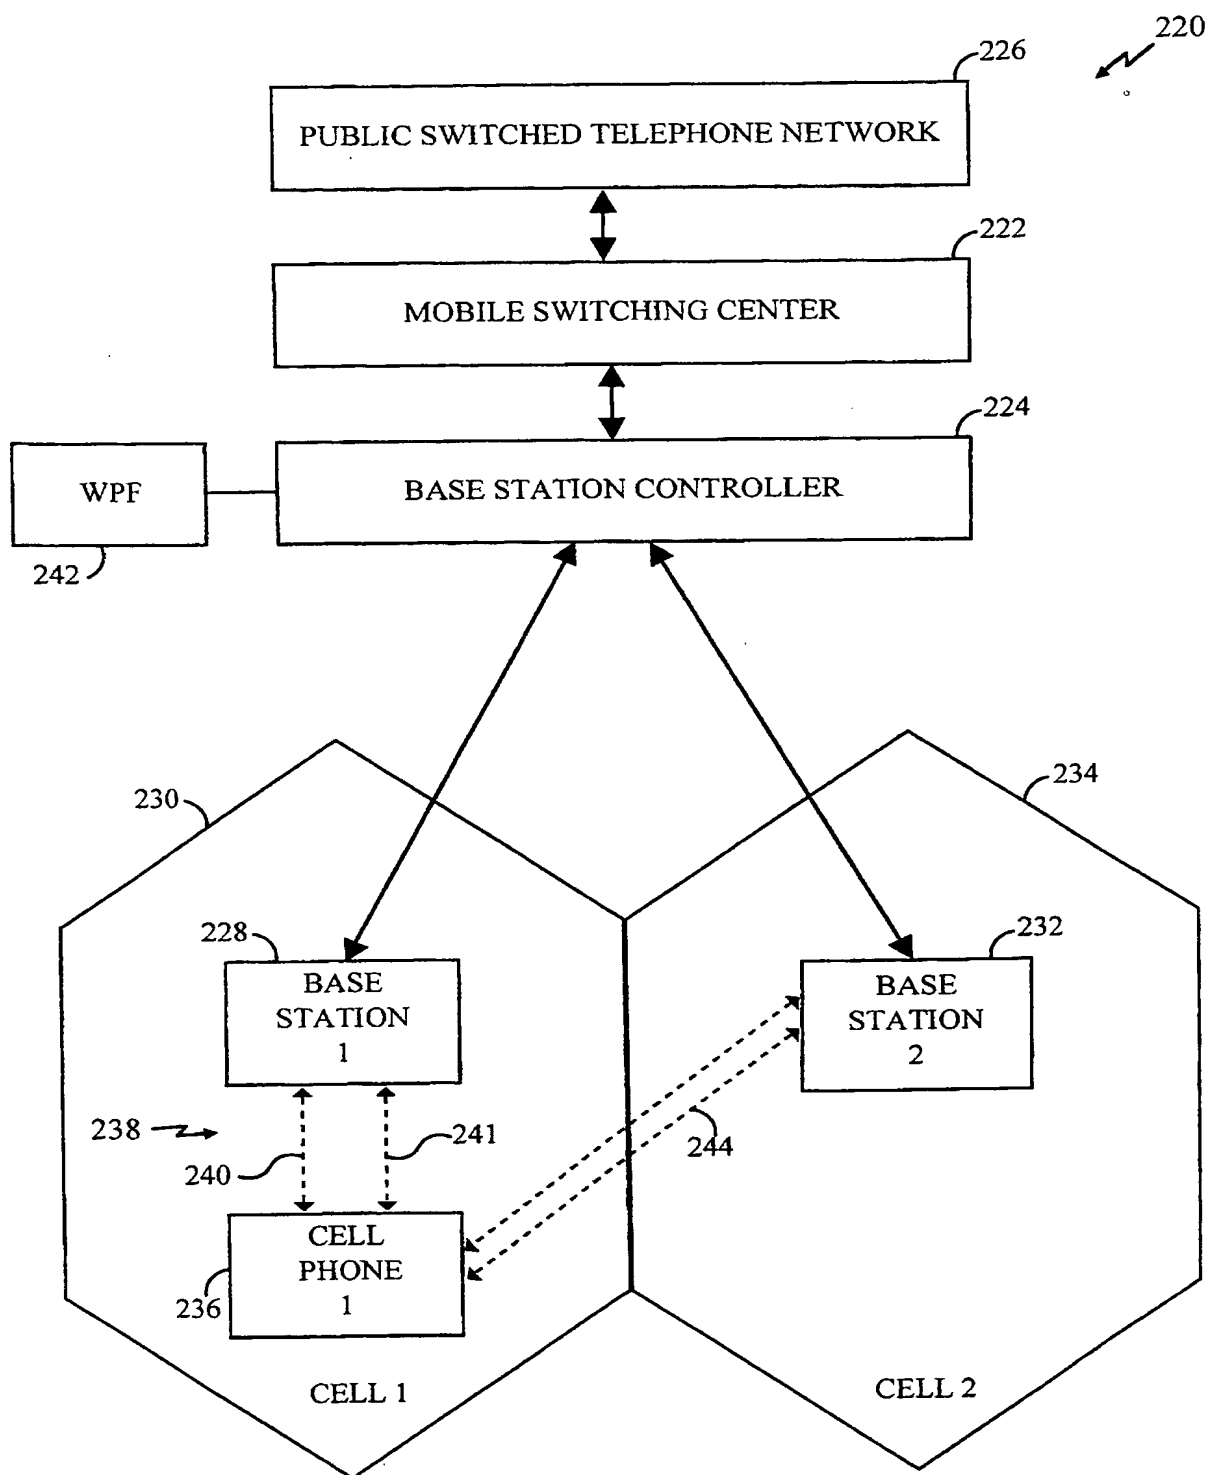 220
226
PUBLIC SWITCHED TELEPHONE NETWORK
222
MOBILE SWITCHING CENTER
224
WPF
BASE STATION CONTROLLER
242
230
234
228
232
BASE
STATION
1
BASE
STATION
2
238
240
241
244
CELL
PHONE
1
236
CELL 1
CELL 2